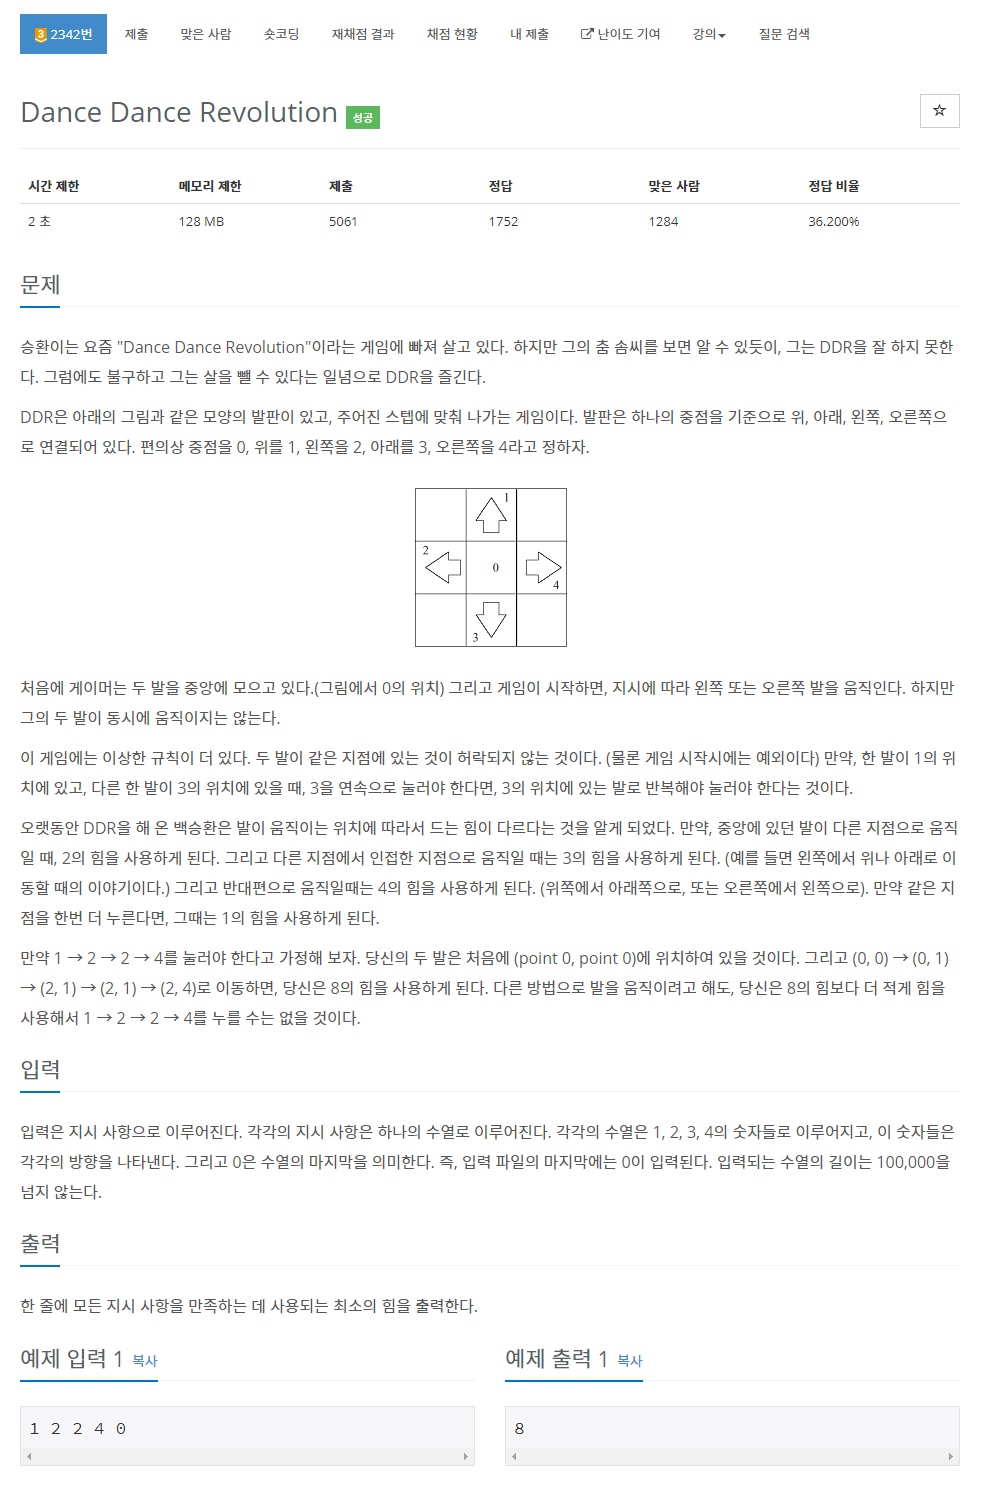 3 2342번 제출 맞은 사람 숏코딩 재채점 결과 채점 현황 내 제출 난이도 기여 강의 질문 검색
Dance Dance Revolution 성공
시간 제한 메모리 제한 제출 정답 맞은 사람 정답 비율
2 초 128 MB 5061 1752 1284 36.200%
문제
승환이는 요즘 "Dance Dance Revolution"이라는 게임에 빠져 살고 있다. 하지만 그의 춤 솜씨를 보면 알 수 있듯이, 그는 DDR을 잘 하지 못한
다. 그럼에도 불구하고 그는 살을 뺄 수 있다는 일념으로 DDR을 즐긴다.
DDR은 아래의 그림과 같은 모양의 발판이 있고, 주어진 스텝에 맞춰 나가는 게임이다. 발판은 하나의 중점을 기준으로 위, 아래, 왼쪽, 오른쪽으
로 연결되어 있다. 편의상 중점을 0, 위를 1, 왼쪽을 2, 아래를 3, 오른쪽을 4라고 정하자.
1
2
0
4
3
처음에 게이머는 두 발을 중앙에 모으고 있다.(그림에서 0의 위치) 그리고 게임이 시작하면, 지시에 따라 왼쪽 또는 오른쪽 발을 움직인다. 하지만
그의 두 발이 동시에 움직이지는 않는다.
이 게임에는 이상한 규칙이 더 있다. 두 발이 같은 지점에 있는 것이 허락되지 않는 것이다. (물론 게임 시작시에는 예외이다) 만약, 한 발이 1의 위
치에 있고, 다른 한 발이 3의 위치에 있을 때, 3을 연속으로 눌러야 한다면, 3의 위치에 있는 발로 반복해야 눌러야 한다는 것이다.
오랫동안 DDR을 해 온 백승환은 발이 움직이는 위치에 따라서 드는 힘이 다르다는 것을 알게 되었다. 만약, 중앙에 있던 발이 다른 지점으로 움직
일 때, 2의 힘을 사용하게 된다. 그리고 다른 지점에서 인접한 지점으로 움직일 때는 3의 힘을 사용하게 된다. (예를 들면 왼쪽에서 위나 아래로 이
동할 때의 이야기이다.) 그리고 반대편으로 움직일때는 4의 힘을 사용하게 된다. (위쪽에서 아래쪽으로, 또는 오른쪽에서 왼쪽으로). 만약 같은 지
점을 한번 더 누른다면, 그때는 1의 힘을 사용하게 된다.
만약 1 → 2 → 2 → 4를 눌러야 한다고 가정해 보자. 당신의 두 발은 처음에 (point 0, point 0)에 위치하여 있을 것이다. 그리고 (0, 0) → (0, 1)
→ (2, 1) → (2, 1) → (2, 4)로 이동하면, 당신은 8의 힘을 사용하게 된다. 다른 방법으로 발을 움직이려고 해도, 당신은 8의 힘보다 더 적게 힘을
사용해서 1 → 2 → 2 → 4를 누를 수는 없을 것이다.
입력
입력은 지시 사항으로 이루어진다. 각각의 지시 사항은 하나의 수열로 이루어진다. 각각의 수열은 1, 2, 3, 4의 숫자들로 이루어지고, 이 숫자들은
각각의 방향을 나타낸다. 그리고 0은 수열의 마지막을 의미한다. 즉, 입력 파일의 마지막에는 0이 입력된다. 입력되는 수열의 길이는 100,000을
넘지 않는다.
출력
한 줄에 모든 지시 사항을 만족하는 데 사용되는 최소의 힘을 출력한다.
예제 입력 1 복사
1 2 2 4 0
예제 출력 1 복사
8